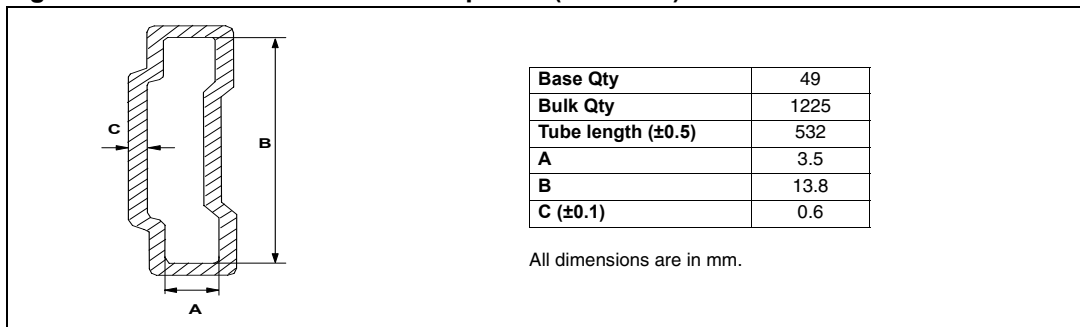 C
B
A
Base Qty 49
Bulk Qty 1225
Tube length (±0.5) 532
A 3.5
B 13.8
C (±0.1) 0.6
All dimensions are in mm.